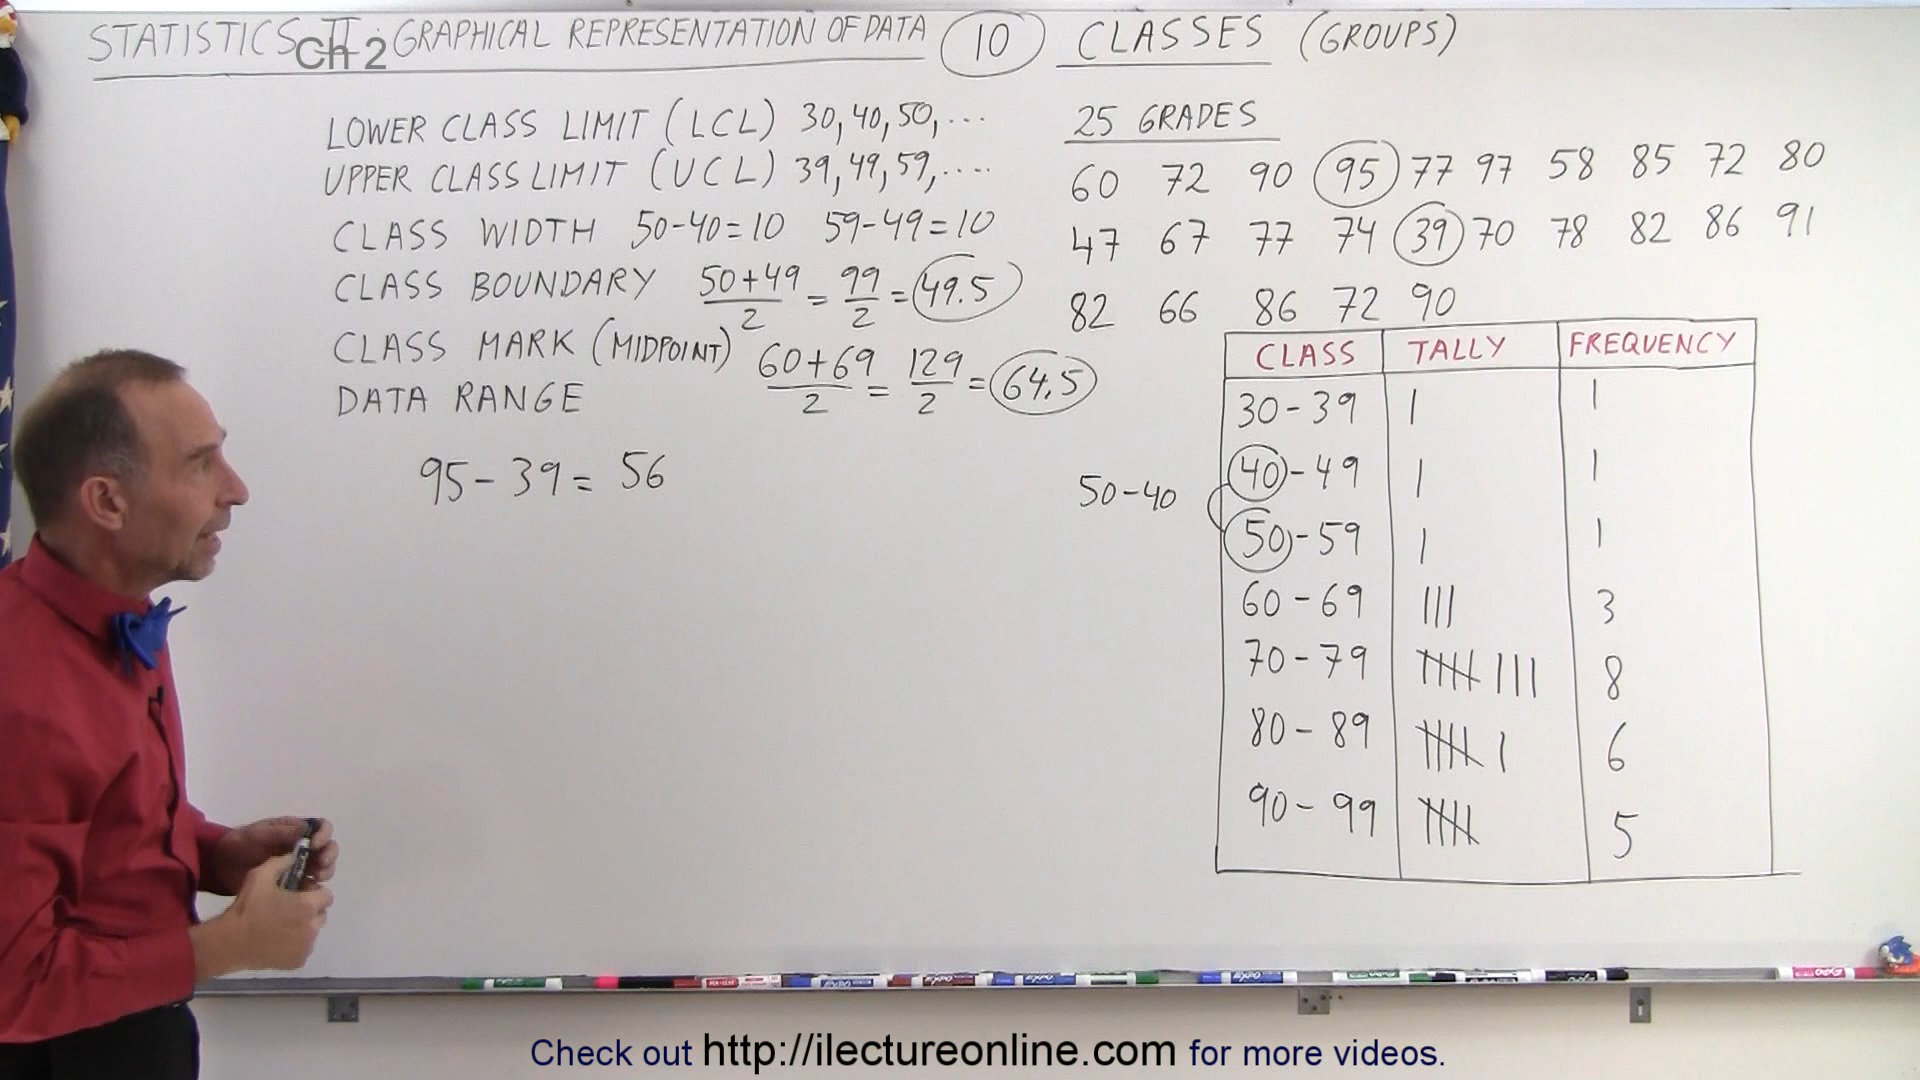 STATISTICS II : GRAPHICAL REPRESENTATION OF DATA 10 CLASSES (GROUPS)
Ch 2
LOWER CLASS LIMIT (LCL) 30, 40, 50, ...
UPPER CLASS LIMIT (UCL) 39, 49, 59, ....
CLASS WIDTH 50-40=10 59-49=10
CLASS BOUNDARY 50+49/2 = 99/2 = 49.5
CLASS MARK (MIDPOINT) 60+69/2 = 129/2 = 64.5
DATA RANGE
95 - 39 = 56
25 GRADES
60 72 90 95 77 97 58 85 72 80
47 67 77 74 39 70 78 82 86 91
82 66 86 72 90
CLASS TALLY FREQUENCY
30 - 39 | 1
50-40 40 - 49 | 1
50 - 59 | 1
60 - 69 ||| 3
70 - 79 |||| ||| 8
80 - 89 |||| | 6
90 - 99 |||| 5
Check out http://ilectureonline.com for more videos.